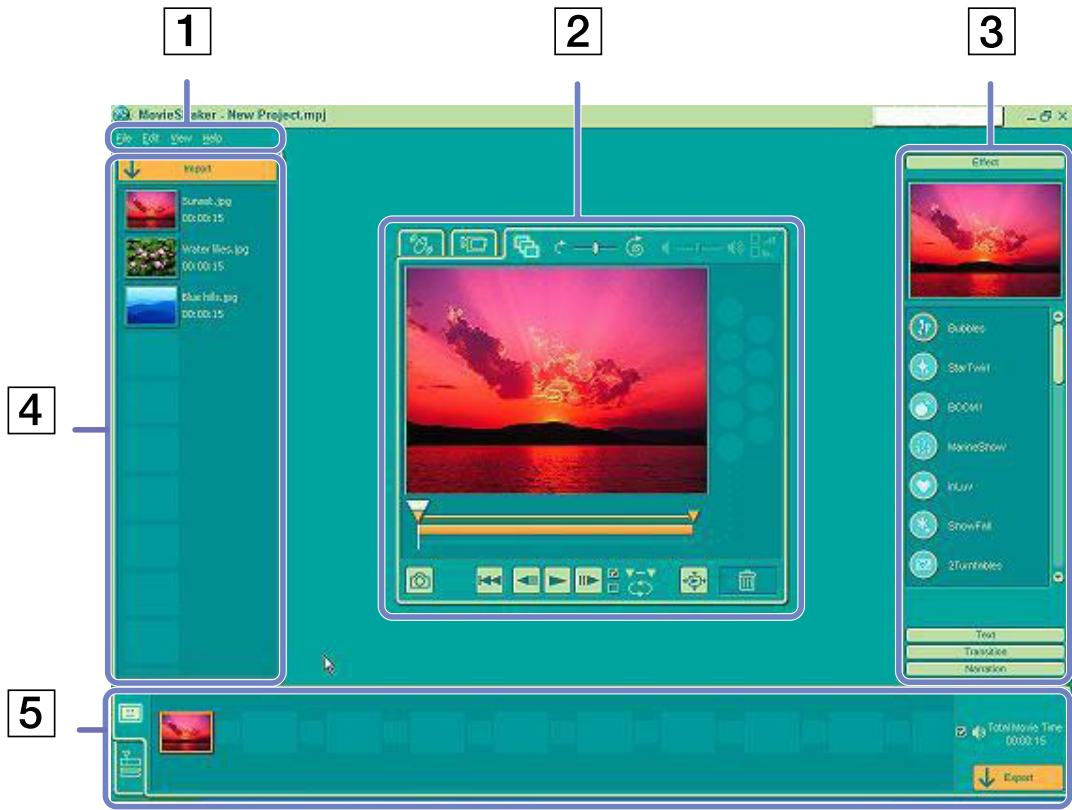 1
2
3
MovieShaker - New Project.mpj
File Edit View Help
Import
Effect
Sunset.jpg
00:00:15
Water lilies.jpg
00:00:15
Blue hills.jpg
00:00:15
Bubbles
StarTwirl
BOOM!
MarineSnow
InLuv
SnowFall
2Turntables
4
Text
Transition
Narration
5
Total Movie Time
00:00:15
Export